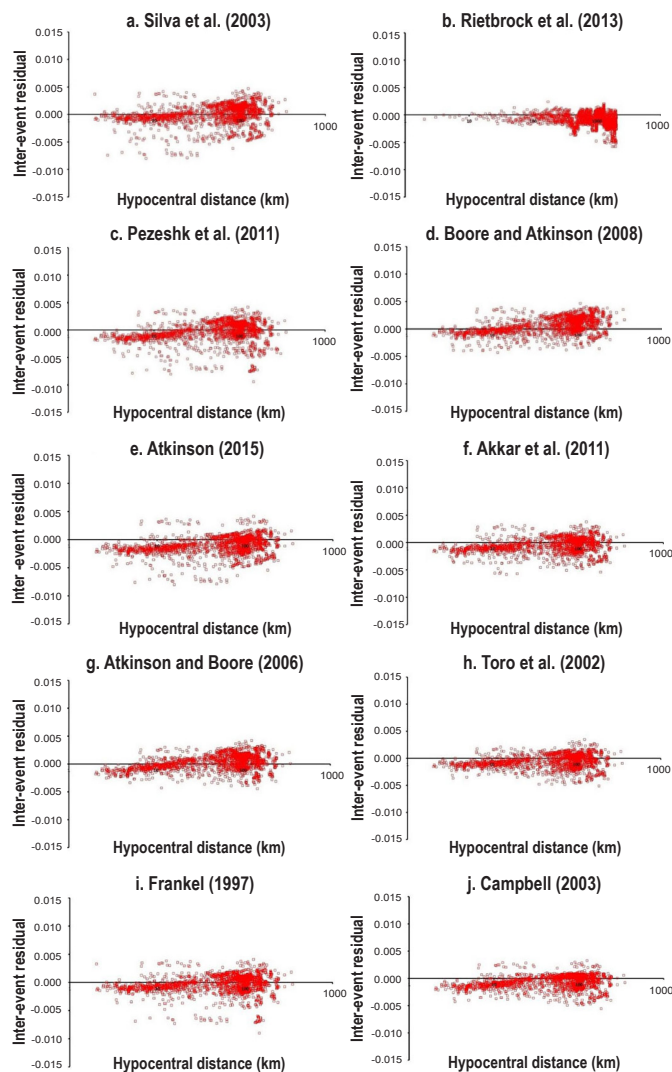 a. Silva et al. (2003)
0.015
0.010
0.005
0.000
-0.005
-0.010
-0.015
Inter-event residual
1000
Hypocentral distance (km)
b. Rietbrock et al. (2013)
0.015
0.010
0.005
0.000
-0.005
-0.010
-0.015
Inter-event residual
10
1000
Hypocentral distance (km)
c. Pezeshk et al. (2011)
0.015
0.010
0.005
0.000
-0.005
-0.010
-0.015
Inter-event residual
1000
Hypocentral distance (km)
d. Boore and Atkinson (2008)
0.015
0.010
0.005
0.000
-0.005
-0.010
-0.015
Inter-event residual
1000
Hypocentral distance (km)
e. Atkinson (2015)
0.015
0.010
0.005
0.000
-0.005
-0.010
-0.015
Inter -event residual
1000
Hypocentral distance (km)
f. Akkar et al. (2011)
0.015
0.010
0.005
0.000
-0.005
-0.010
-0.015
Inter-event residual
1000
Hypocentral distance (km)
g. Atkinson and Boore (2006)
0.015
0.010
0.005
0.000
-0.005
-0.010
-0.015
Inter-event residual
1000
Hypocentral distance (km)
h. Toro et al. (2002)
0.015
0.010
0.005
0.000
-0.005
-0.010
-0.015
Inter-event residual
1000
Hypocentral distance (km)
i. Frankel (1997)
0.015
0.010
0.005
0.000
-0.005
-0.010
-0.015
Inter-event residual
1000
Hypocentral distance (km)
j. Campbell (2003)
0.015
0.010
0.005
0.000
-0.005
-0.010
-0.015
Inter-event residual
1000
Hypocentral distance (km)